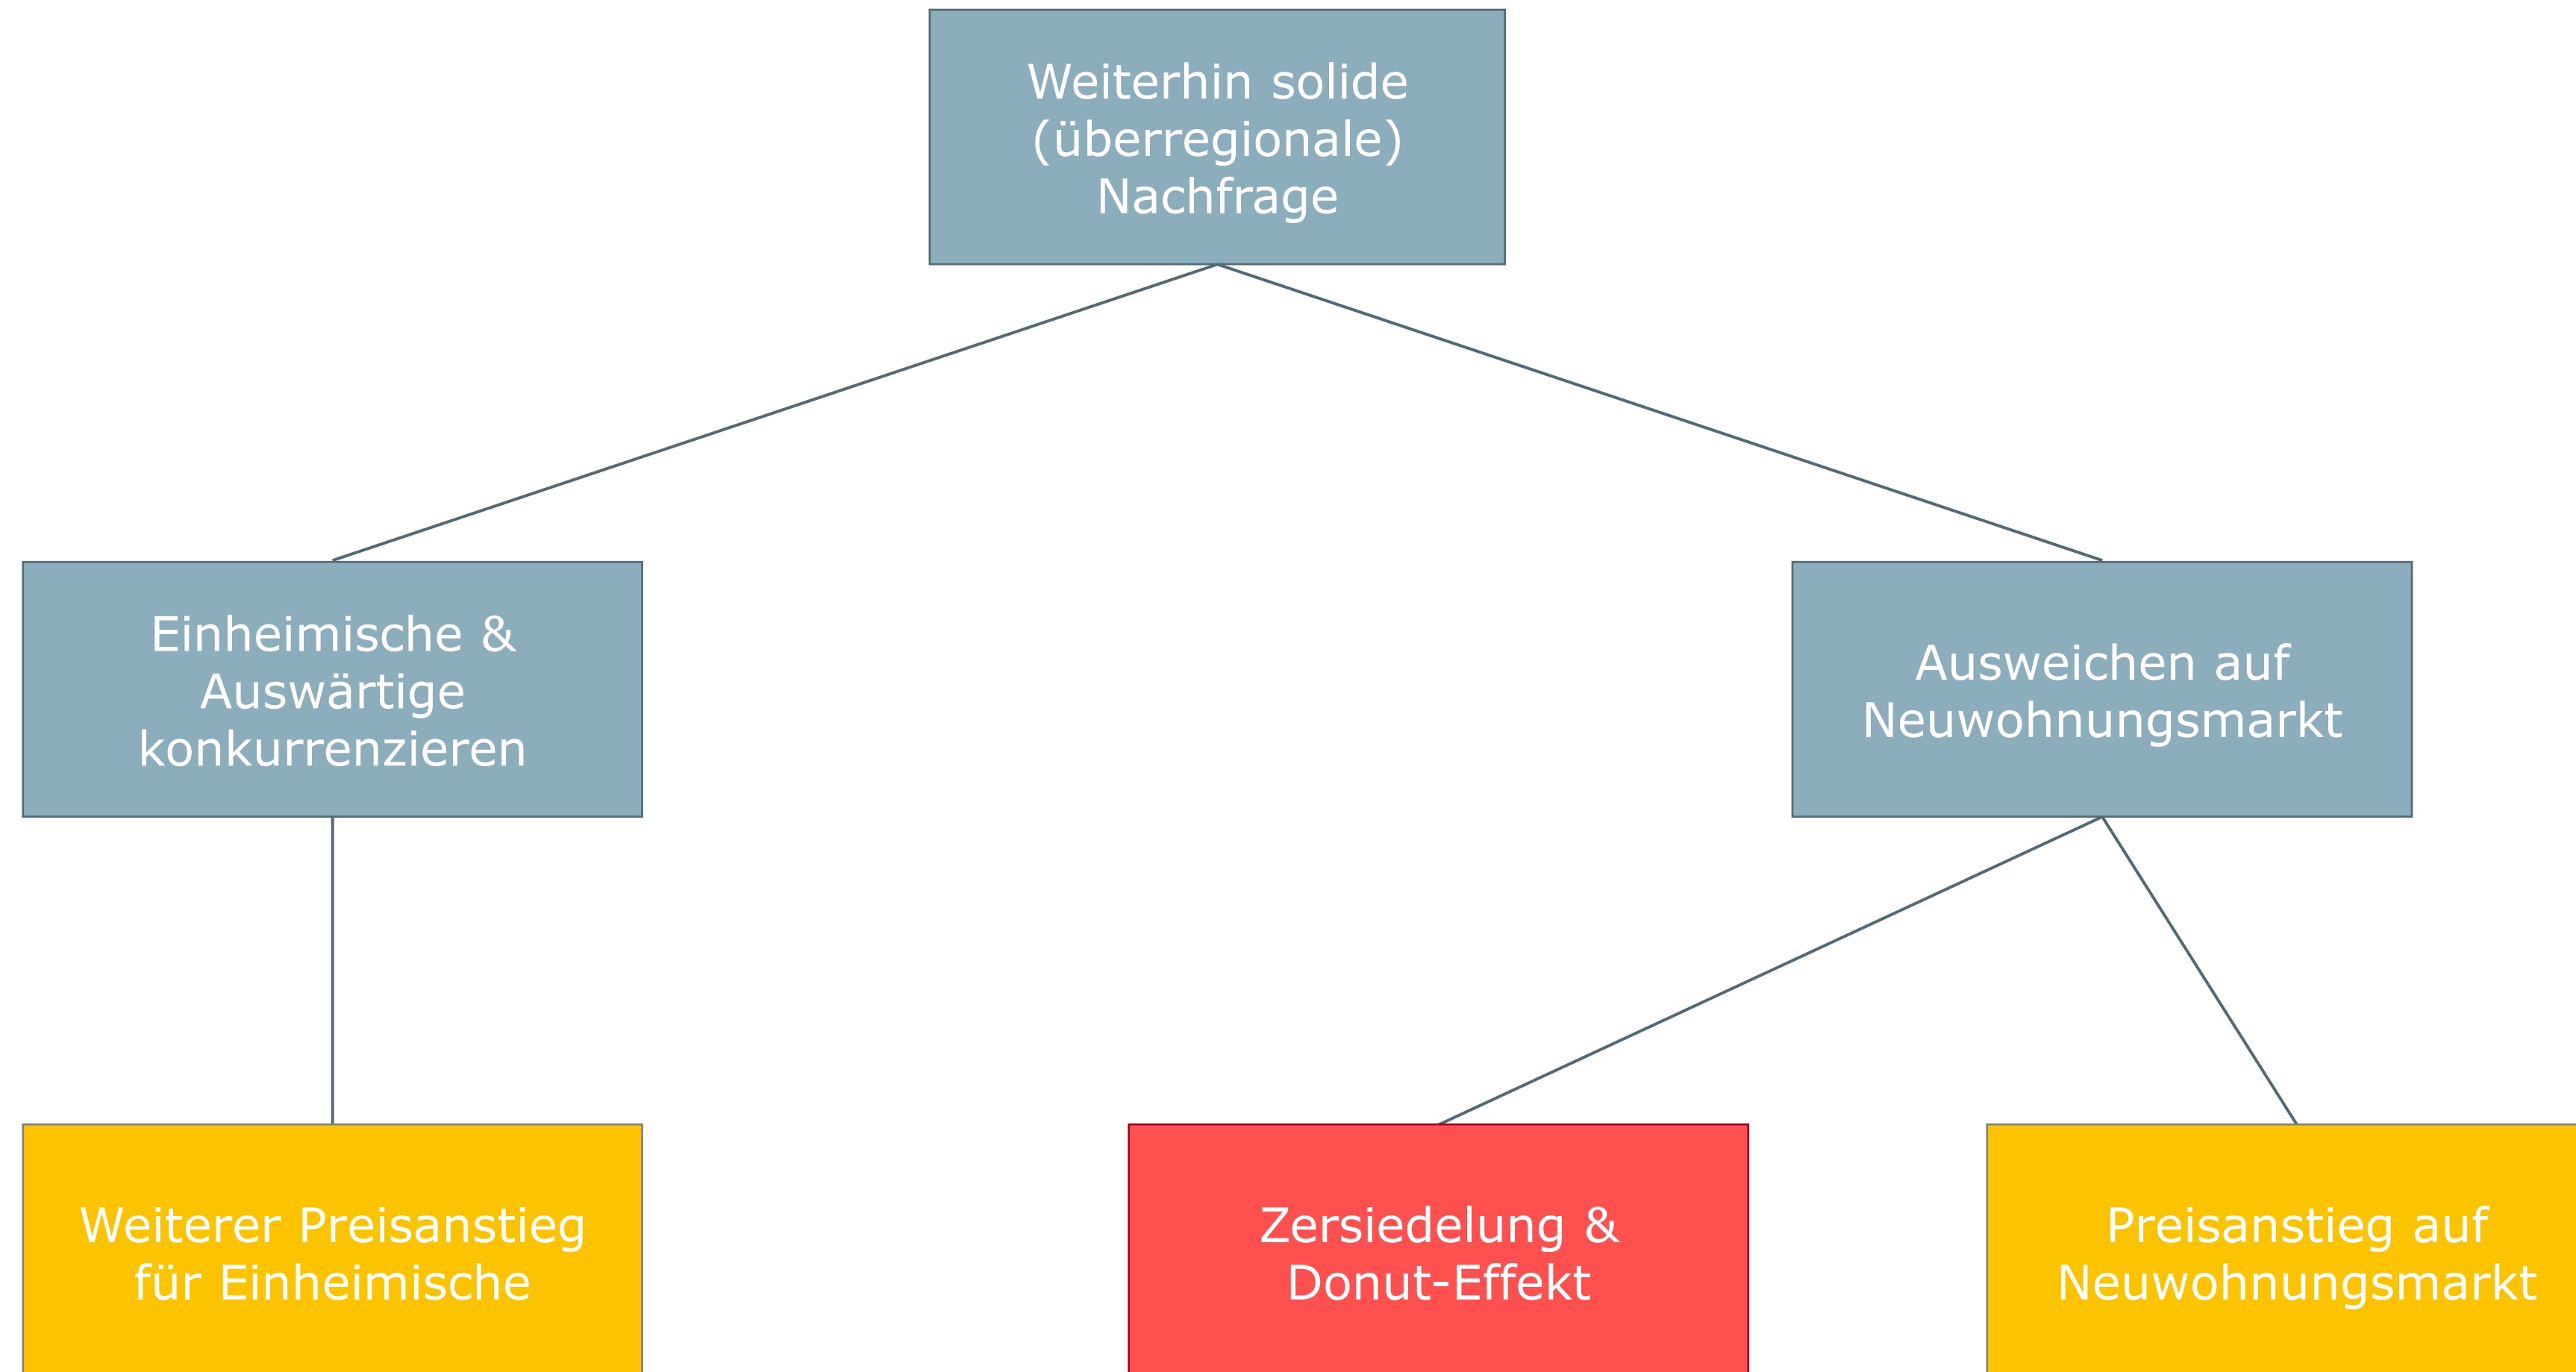 Weiterhin solide
(überregionale)
Nachfrage
Einheimische &
Auswärtige
konkurrenzieren
Ausweichen auf
Neuwohnungsmarkt
Weiterer Preisanstieg
für Einheimische
Zersiedelung &
Donut-Effekt
Preisanstieg auf
Neuwohnungsmarkt